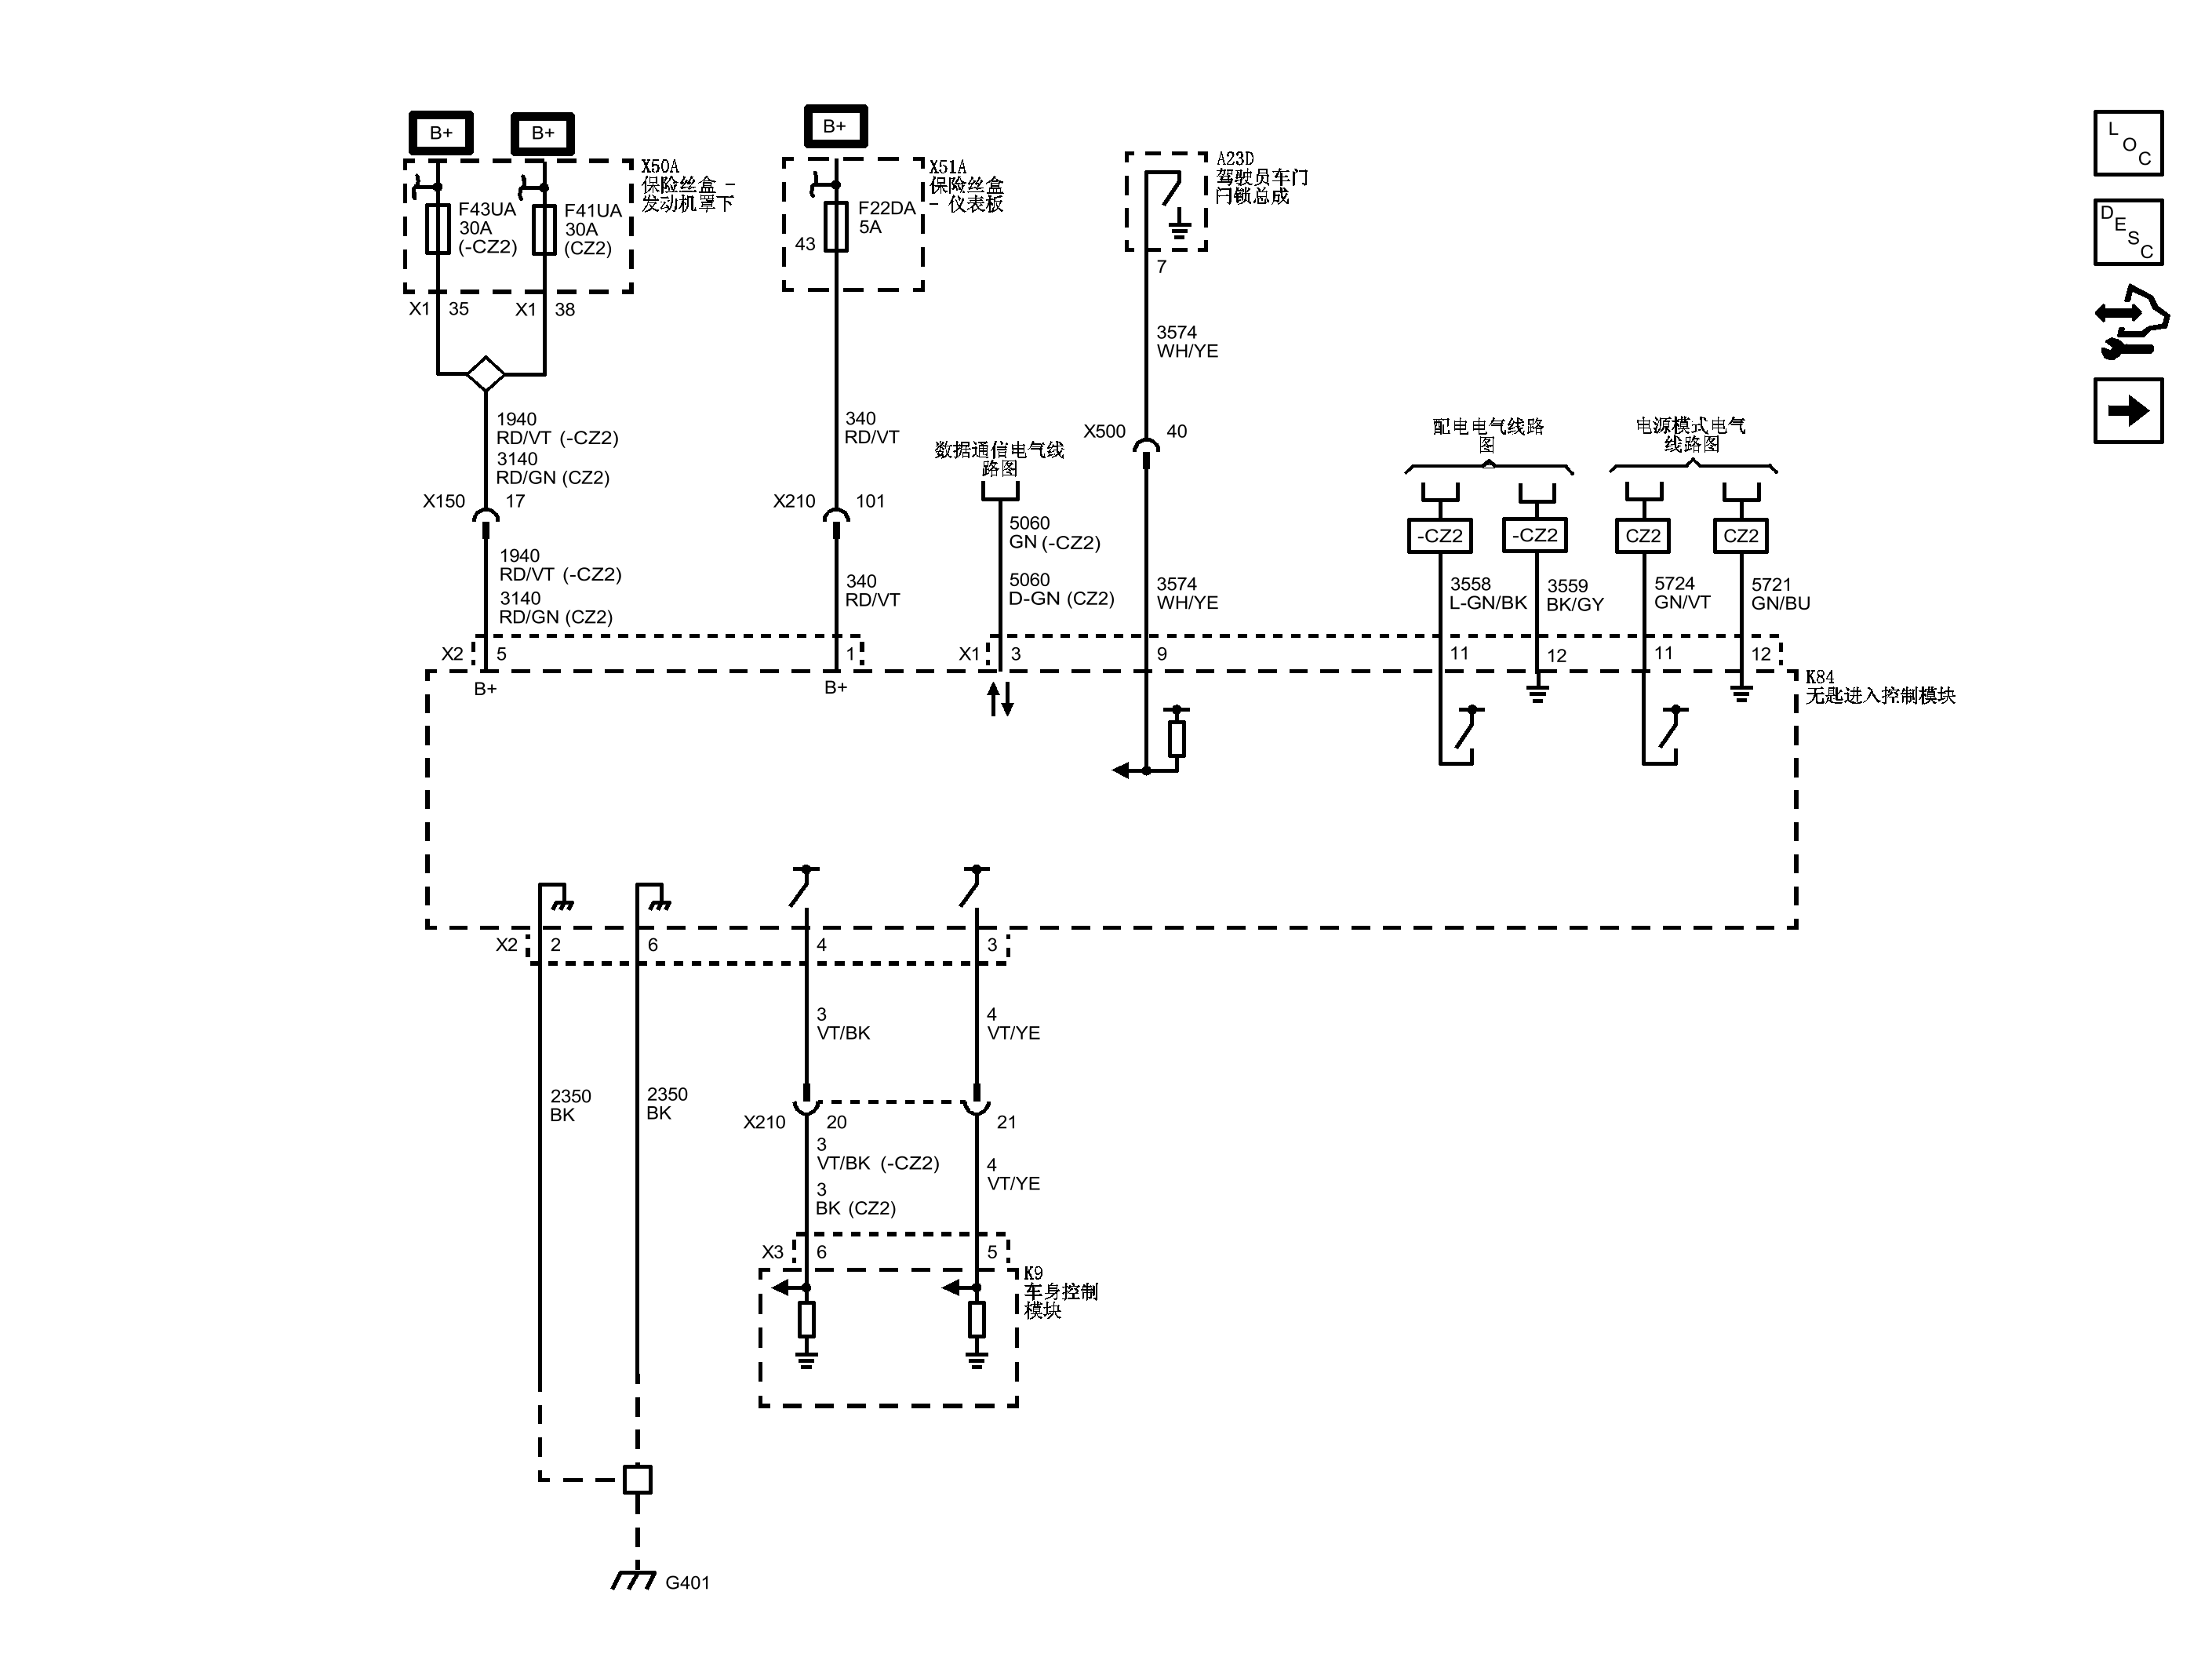 B+
B+
B+
L
O
C
X50A
保险丝盒 -
发动机罩下
X51A
保险丝盒
- 仪表板
A23D
驾驶员车门
闩锁总成
F43UA
30A
(-CZ2)
F41UA
30A
(CZ2)
F22DA
5A
43
D
E
S
C
7
X1
35
X1
38
3574
WH/YE
1940
RD/VT (-CZ2)
3140
RD/GN (CZ2)
340
RD/VT
数据通信电气线
路图
X500
40
配电电气线路
图
电源模式电气
线路图
X150
17
X210
101
5060
GN (-CZ2)
-CZ2
-CZ2
CZ2
CZ2
1940
RD/VT (-CZ2)
3140
RD/GN (CZ2)
340
RD/VT
5060
D-GN (CZ2)
3574
WH/YE
3558
L-GN/BK
3559
BK/GY
5724
GN/VT
5721
GN/BU
X2
5
1
X1
3
9
11
12
11
12
B+
B+
K84
无匙进入控制模块
X2
2
6
4
3
3
VT/BK
4
VT/YE
2350
BK
2350
BK
X210
20
21
3
VT/BK (-CZ2)
3
BK (CZ2)
4
VT/YE
X3
6
5
K9
车身控制
模块
G401